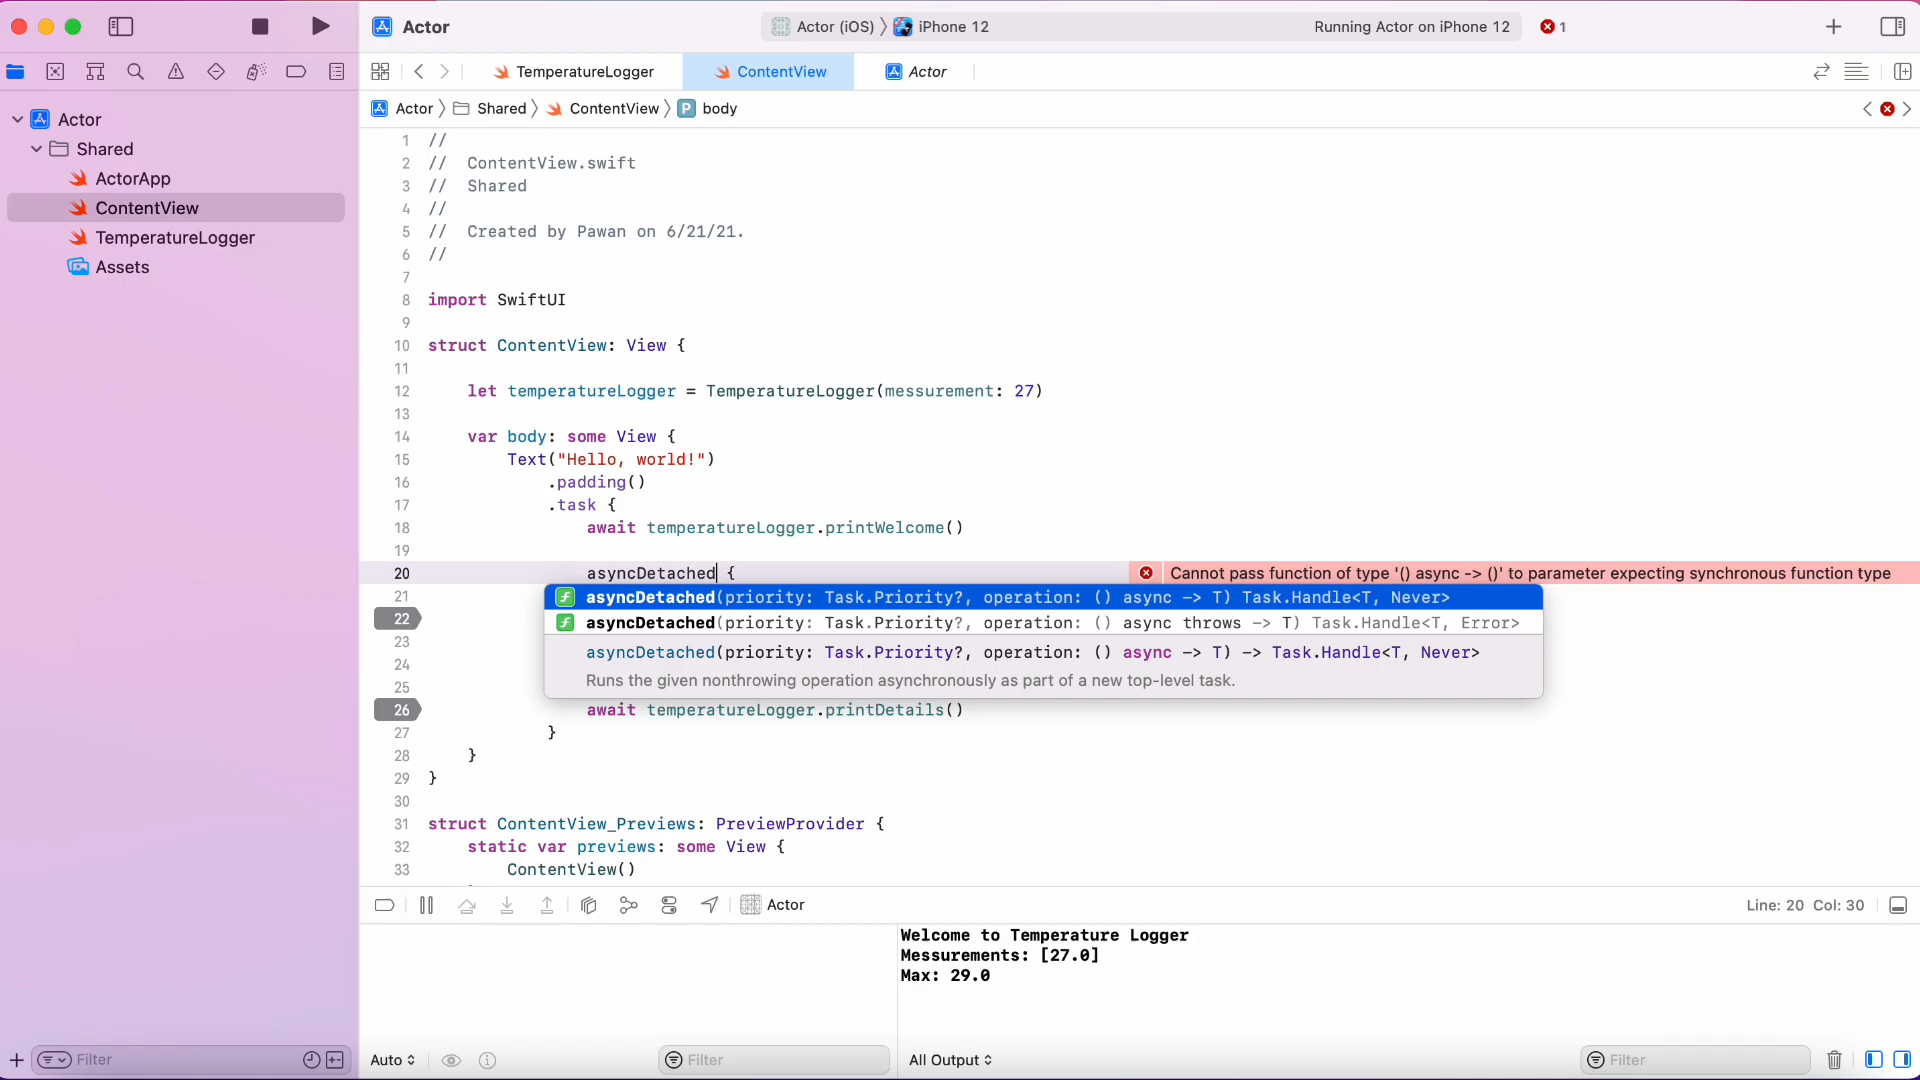 Actor
Actor (iOS) 〉 iPhone 12
Running Actor on iPhone 12
1
TemperatureLogger
ContentView
Actor
Actor 〉 Shared 〉 ContentView 〉 P body
Actor
Shared
ActorApp
ContentView
TemperatureLogger
Assets
1 //
2 //  ContentView.swift
3 //  Shared
4 //
5 //  Created by Pawan on 6/21/21.
6 //
7
8 import SwiftUI
9
10 struct ContentView: View {
11
12 let temperatureLogger = TemperatureLogger(messurement: 27)
13
14 var body: some View {
15 Text("Hello, world!")
16 .padding()
17 .task {
18 await temperatureLogger.printWelcome()
19
20 asyncDetached {
Cannot pass function of type '() async -> ()' to parameter expecting synchronous function type
21
f asyncDetached(priority: Task.Priority?, operation: () async -> T) Task.Handle<T, Never>
22
f asyncDetached(priority: Task.Priority?, operation: () async throws -> T) Task.Handle<T, Error>
23
asyncDetached(priority: Task.Priority?, operation: () async -> T) -> Task.Handle<T, Never>
24
Runs the given nonthrowing operation asynchronously as part of a new top-level task.
25
26 await temperatureLogger.printDetails()
27 }
28 }
29 }
30
31 struct ContentView_Previews: PreviewProvider {
32 static var previews: some View {
33 ContentView()
Actor
Line: 20 Col: 30
Welcome to Temperature Logger
Messurements: [27.0]
Max: 29.0
Filter
Auto
Filter
All Output
Filter